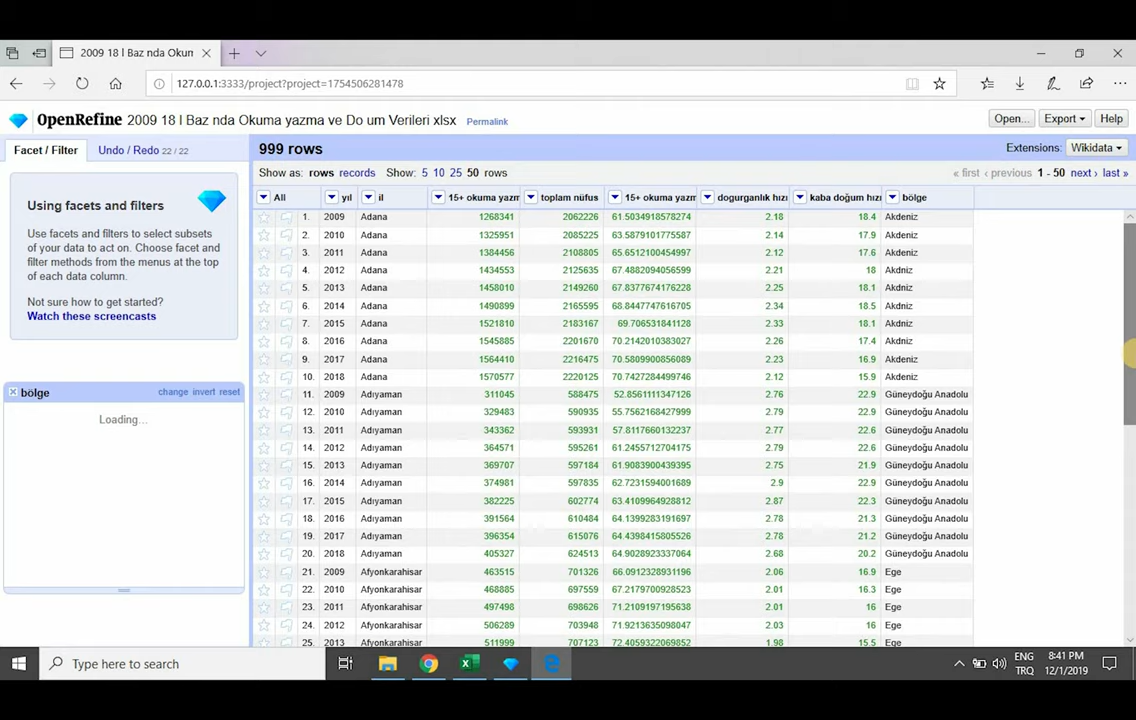 2009 18 l Baz nda Okum
127.0.0.1:3333/project?project=1754506281478
OpenRefine 2009 18 l Baz nda Okuma yazma ve Do um Verileri xlsx Permalink Open... Export Help
Facet / Filter Undo / Redo 22 / 22 999 rows Extensions: Wikidata
Show as: rows records Show: 5 10 25 50 rows « first ‹ previous 1 - 50 next › last »
Using facets and filters
Use facets and filters to select subsets
of your data to act on. Choose facet and
filter methods from the menus at the top
of each data column.
Not sure how to get started?
Watch these screencasts
bölge change invert reset
Loading...
All yıl il 15+ okuma yazm toplam nüfus 15+ okuma yazm dogurganlık hızı kaba doğum hızı bölge
1. 2009 Adana 1268341 2062226 61.5034918578274 2.18 18.4 Akdeniz
2. 2010 Adana 1325951 2085225 63.5879101775587 2.14 17.9 Akdeniz
3. 2011 Adana 1384456 2108805 65.6512100454997 2.12 17.6 Akdeniz
4. 2012 Adana 1434553 2125635 67.4882094056599 2.21 18 Akdniz
5. 2013 Adana 1458010 2149260 67.8377674176228 2.25 18.1 Akdniz
6. 2014 Adana 1490899 2165595 68.8447747616705 2.34 18.5 Akdniz
7. 2015 Adana 1521810 2183167 69.706531841128 2.33 18.1 Akdniz
8. 2016 Adana 1545885 2201670 70.2142010383027 2.26 17.4 Akdniz
9. 2017 Adana 1564410 2216475 70.5809900856089 2.23 16.9 Akdeniz
10. 2018 Adana 1570577 2220125 70.7427284499746 2.12 15.9 Akdeniz
11. 2009 Adıyaman 311045 588475 52.8561111347126 2.76 22.9 Güneydoğu Anadolu
12. 2010 Adıyaman 329483 590935 55.7562168427999 2.79 22.9 Güneydoğu Anadolu
13. 2011 Adıyaman 343362 593931 57.8117660132237 2.77 22.6 Güneydoğu Anadolu
14. 2012 Adıyaman 364571 595261 61.2455712704175 2.79 22.6 Güneydoğu Anadolu
15. 2013 Adıyaman 369707 597184 61.9083900439395 2.75 21.9 Güneydoğu Anadolu
16. 2014 Adıyaman 374981 597835 62.7231594001689 2.9 22.9 Güneydoğu Anadolu
17. 2015 Adıyaman 382225 602774 63.4109964928812 2.87 22.3 Güneydoğu Anadolu
18. 2016 Adıyaman 391564 610484 64.1399283191697 2.78 21.3 Güneydoğu Anadolu
19. 2017 Adıyaman 396354 615076 64.4398415805526 2.78 21.2 Güneydoğu Anadolu
20. 2018 Adıyaman 405327 624513 64.9028992337064 2.68 20.2 Güneydoğu Anadolu
21. 2009 Afyonkarahisar 463515 701326 66.0912328931196 2.06 16.9 Ege
22. 2010 Afyonkarahisar 468885 697559 67.2179700928523 2.01 16.3 Ege
23. 2011 Afyonkarahisar 497498 698626 71.2109197195638 2.01 16 Ege
24. 2012 Afyonkarahisar 506289 703948 71.9213635698205 2.03 16 Ege
25. 2013 Afyonkarahisar 511999 707123 72.4059322069852 1.98 15.5 Ege
Type here to search
ENG 8:41 PM
TRQ 12/1/2019